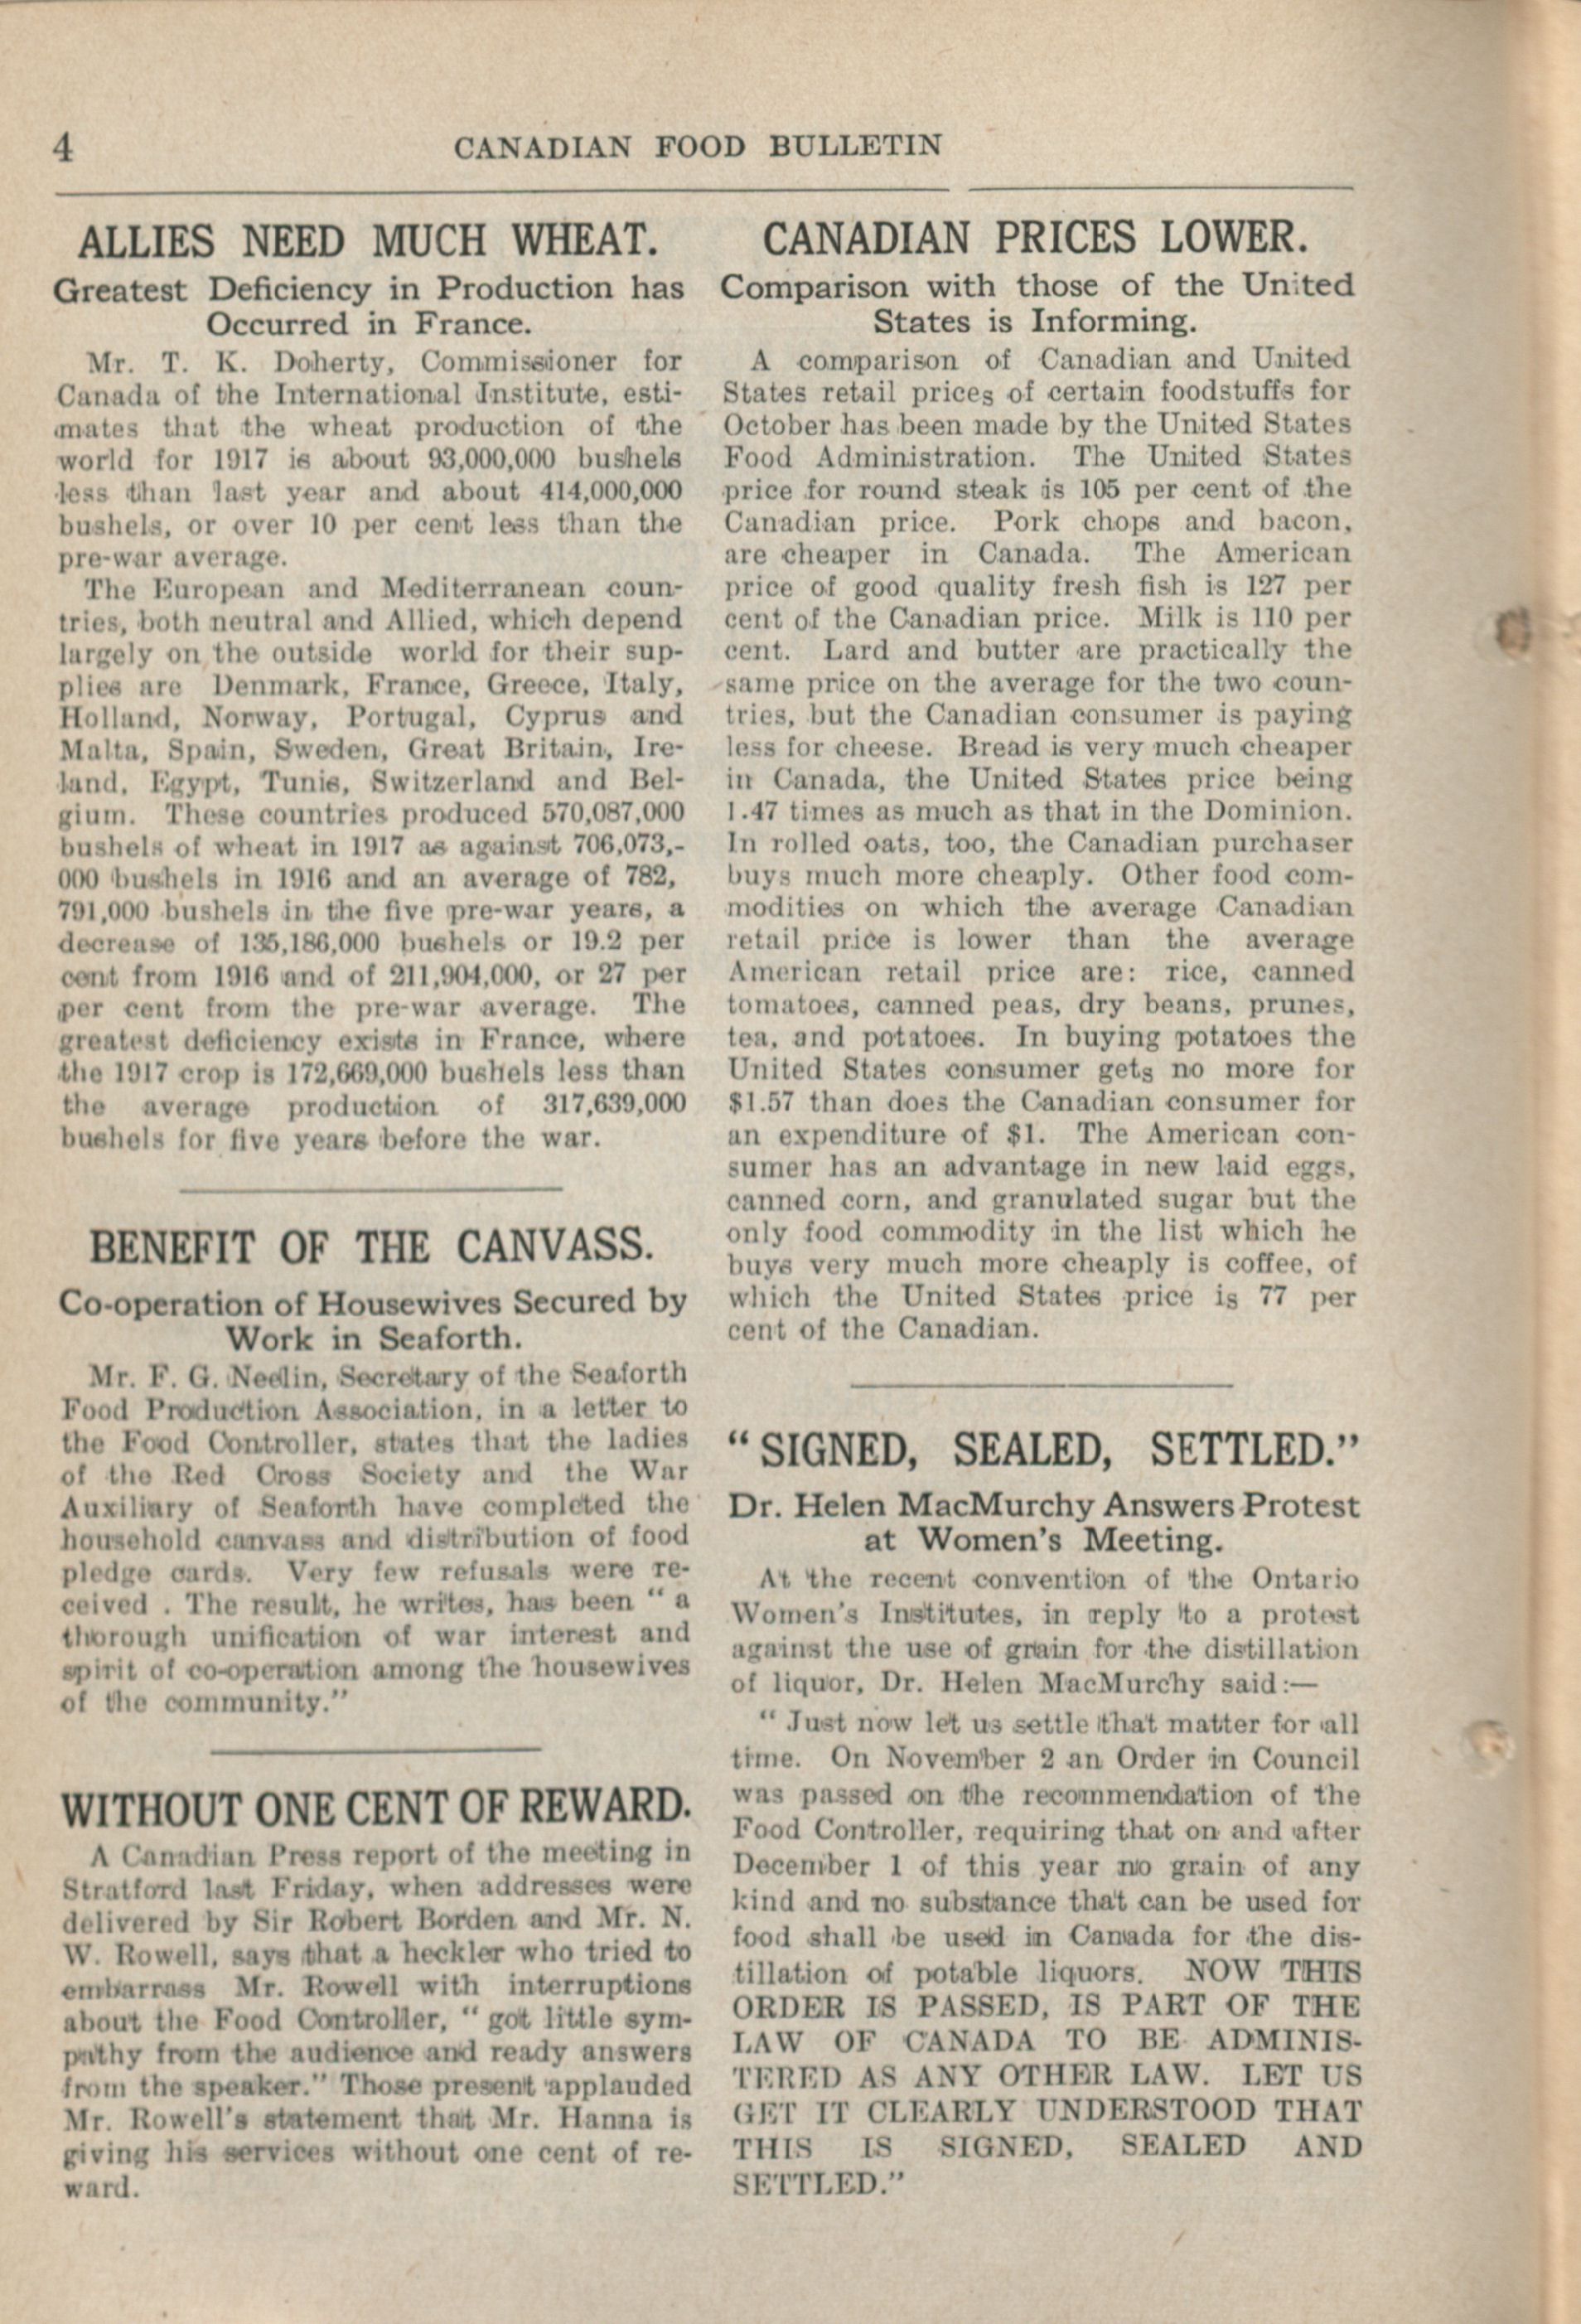 4
CANADIAN FOOD BULLETIN
ALLIES NEED MUCH WHEAT.
Greatest Deficiency in Production has
Occurred in France.
Mr. T. K. Doherty, Commissioner for
Canada of the International Institute, esti-
mates that the wheat production of the
world for 1917 is about 93,000,000 bushels
less than last year and about 414,000,000
bushels, or over 10 per cent less than the
pre-war average.
The European and Mediterranean coun-
tries, both neutral and Allied, which depend
largely on the outside world for their sup-
plies are Denmark, France, Greece, Italy,
Holland, Norway, Portugal, Cyprus and
Malta, Spain, Sweden, Great Britain, Ire-
land, Egypt, Tunis, Switzerland and Bel-
gium. These countries produced 570,087,000
bushels of wheat in 1917 as against 706,073,-
000 bushels in 1916 and an average of 782,
791,000 bushels in the five pre-war years, a
decrease of 135,186,000 bushels or 19.2 per
cent from 1916 and of 211,904,000, or 27 per
per cent from the pre-war average. The
greatest deficiency exists in France, where
the 1917 crop is 172,669,000 bushels less than
the average production of 317,639,000
bushels for five years before the war.
BENEFIT OF THE CANVASS.
Co-operation of Housewives Secured by
Work in Seaforth.
Mr. F. G. Neelin, Secretary of the Seaforth
Food Production Association, in a letter to
the Food Controller, states that the ladies
of the Red Cross Society and the War
Auxiliary of Seaforth have completed the
household canvass and distribution of food
pledge cards. Very few refusals were re-
ceived . The result, he writes, has been "a
thorough unification of war interest and
spirit of co-operation among the housewives
of the community."
WITHOUT ONE CENT OF REWARD.
A Canadian Press report of the meeting in
Stratford last Friday, when addresses were
delivered by Sir Robert Borden and Mr. N.
W. Rowell, says that a heckler who tried to
embarrass Mr. Rowell with interruptions
about the Food Controller, "got little sym-
pathy from the audience and ready answers
from the speaker." Those present applauded
Mr. Rowell's statement that Mr. Hanna is
giving his services without one cent of re-
ward.
CANADIAN PRICES LOWER.
Comparison with those of the United
States is Informing.
A comparison of Canadian and United
States retail prices of certain foodstuffs for
October has been made by the United States
Food Administration. The United States
price for round steak is 105 per cent of the
Canadian price. Pork chops and bacon,
are cheaper in Canada. The American
price of good quality fresh fish is 127 per
cent of the Canadian price. Milk is 110 per
cent. Lard and butter are practically the
same price on the average for the two coun-
tries, but the Canadian consumer is paying
less for cheese. Bread is very much cheaper
in Canada, the United States price being
1.47 times as much as that in the Dominion.
In rolled oats, too, the Canadian purchaser
buys much more cheaply. Other food com-
modities on which the average Canadian
retail price is lower than the average
American retail price are: rice, canned
tomatoes, canned peas, dry beans, prunes,
tea, and potatoes. In buying potatoes the
United States consumer gets no more for
$1.57 than does the Canadian consumer for
an expenditure of $1. The American con-
sumer has an advantage in new laid eggs,
canned corn, and granulated sugar but the
only food commodity in the list which he
buys very much more cheaply is coffee, of
which the United States price is 77 per
cent of the Canadian.
"SIGNED, SEALED, SETTLED."
Dr. Helen MacMurchy Answers Protest
at Women's Meeting.
At the recent convention of the Ontario
Women's Institutes, in reply to a protest
against the use of grain for the distillation
of liquor, Dr. Helen MacMurchy said:—
"Just now let us settle that matter for all
time. On November 2 an Order in Council
was passed on the recommendation of the
Food Controller, requiring that on and after
December 1 of this year no grain of any
kind and no substance that can be used for
food shall be used in Canada for the dis-
tillation of potable liquors. NOW THIS
ORDER IS PASSED, IS PART OF THE
LAW OF CANADA TO BE ADMINIS-
TERED AS ANY OTHER LAW. LET US
GET IT CLEARLY UNDERSTOOD THAT
THIS IS SIGNED, SEALED AND
SETTLED."